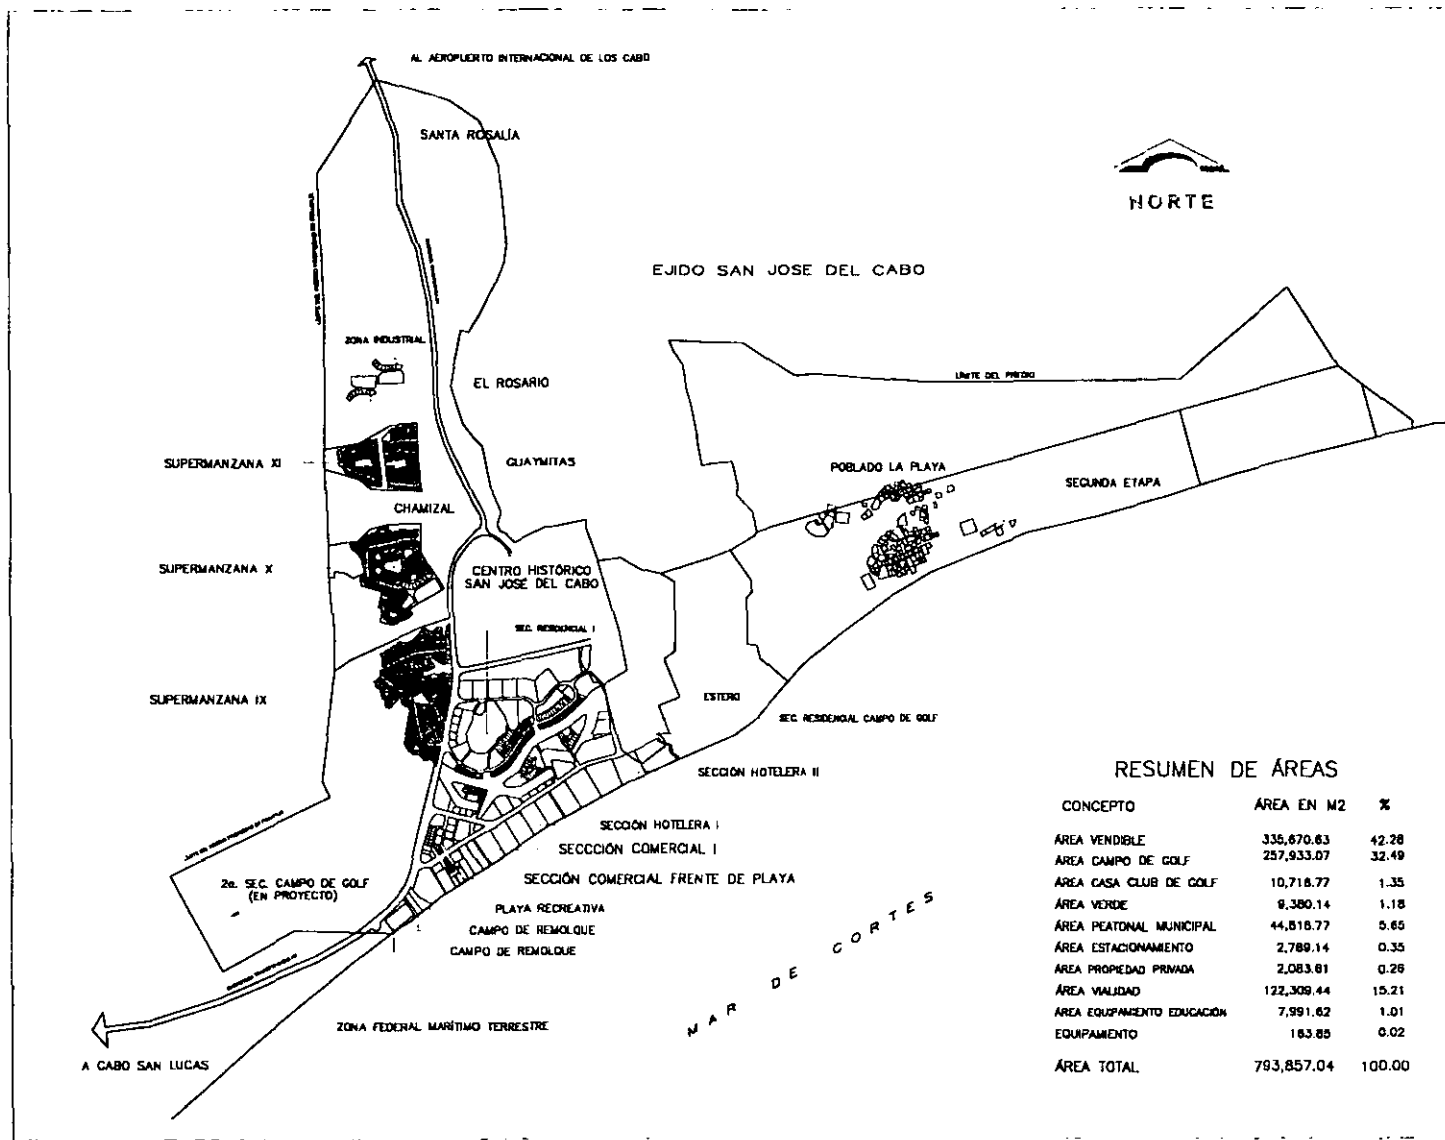 AL AEROPUERTO INTERNACIONAL DE LOS CABO
SANTA ROSALÍA
NORTE
EJIDO SAN JOSE DEL CABO
ZONA INDUSTRIAL
EL ROSARIO
LIMITE DEL PREDIO
SUPERMANZANA XI
GUAYMITAS
POBLADO LA PLAYA
SEGUNDA ETAPA
CHAMIZAL
SUPERMANZANA X
CENTRO HISTÓRICO
SAN JOSÉ DEL CABO
SEC. RESIDENCIAL I
SUPERMANZANA IX
ESTERO
SEC. RESIDENCIAL CAMPO DE GOLF
SECCIÓN HOTELERA II
SECCIÓN HOTELERA I
SECCCIÓN COMERCIAL I
SECCIÓN COMERCIAL FRENTE DE PLAYA
2a. SEC. CAMPO DE GOLF
(EN PROYECTO)
PLAYA RECREATIVA
CAMPO DE REMOLQUE
CAMPO DE REMOLQUE
MAR DE CORTES
ZONA FEDERAL MARÍTIMO TERRESTRE
A CABO SAN LUCAS
RESUMEN DE ÁREAS
CONCEPTO ÁREA EN M2 %
ÁREA VENDIBLE 335,670.63 42.28
ÁREA CAMPO DE GOLF 257,933.07 32.49
ÁREA CASA CLUB DE GOLF 10,718.77 1.35
ÁREA VERDE 9,380.14 1.18
ÁREA PEATONAL MUNICIPAL 44,816.77 5.65
ÁREA ESTACIONAMIENTO 2,789.14 0.35
ÁREA PROPIEDAD PRIVADA 2,083.61 0.26
ÁREA VIALIDAD 122,309.44 15.21
ÁREA EQUIPAMIENTO EDUCACIÓN 7,991.62 1.01
EQUIPAMIENTO 163.85 0.02
ÁREA TOTAL 793,857.04 100.00